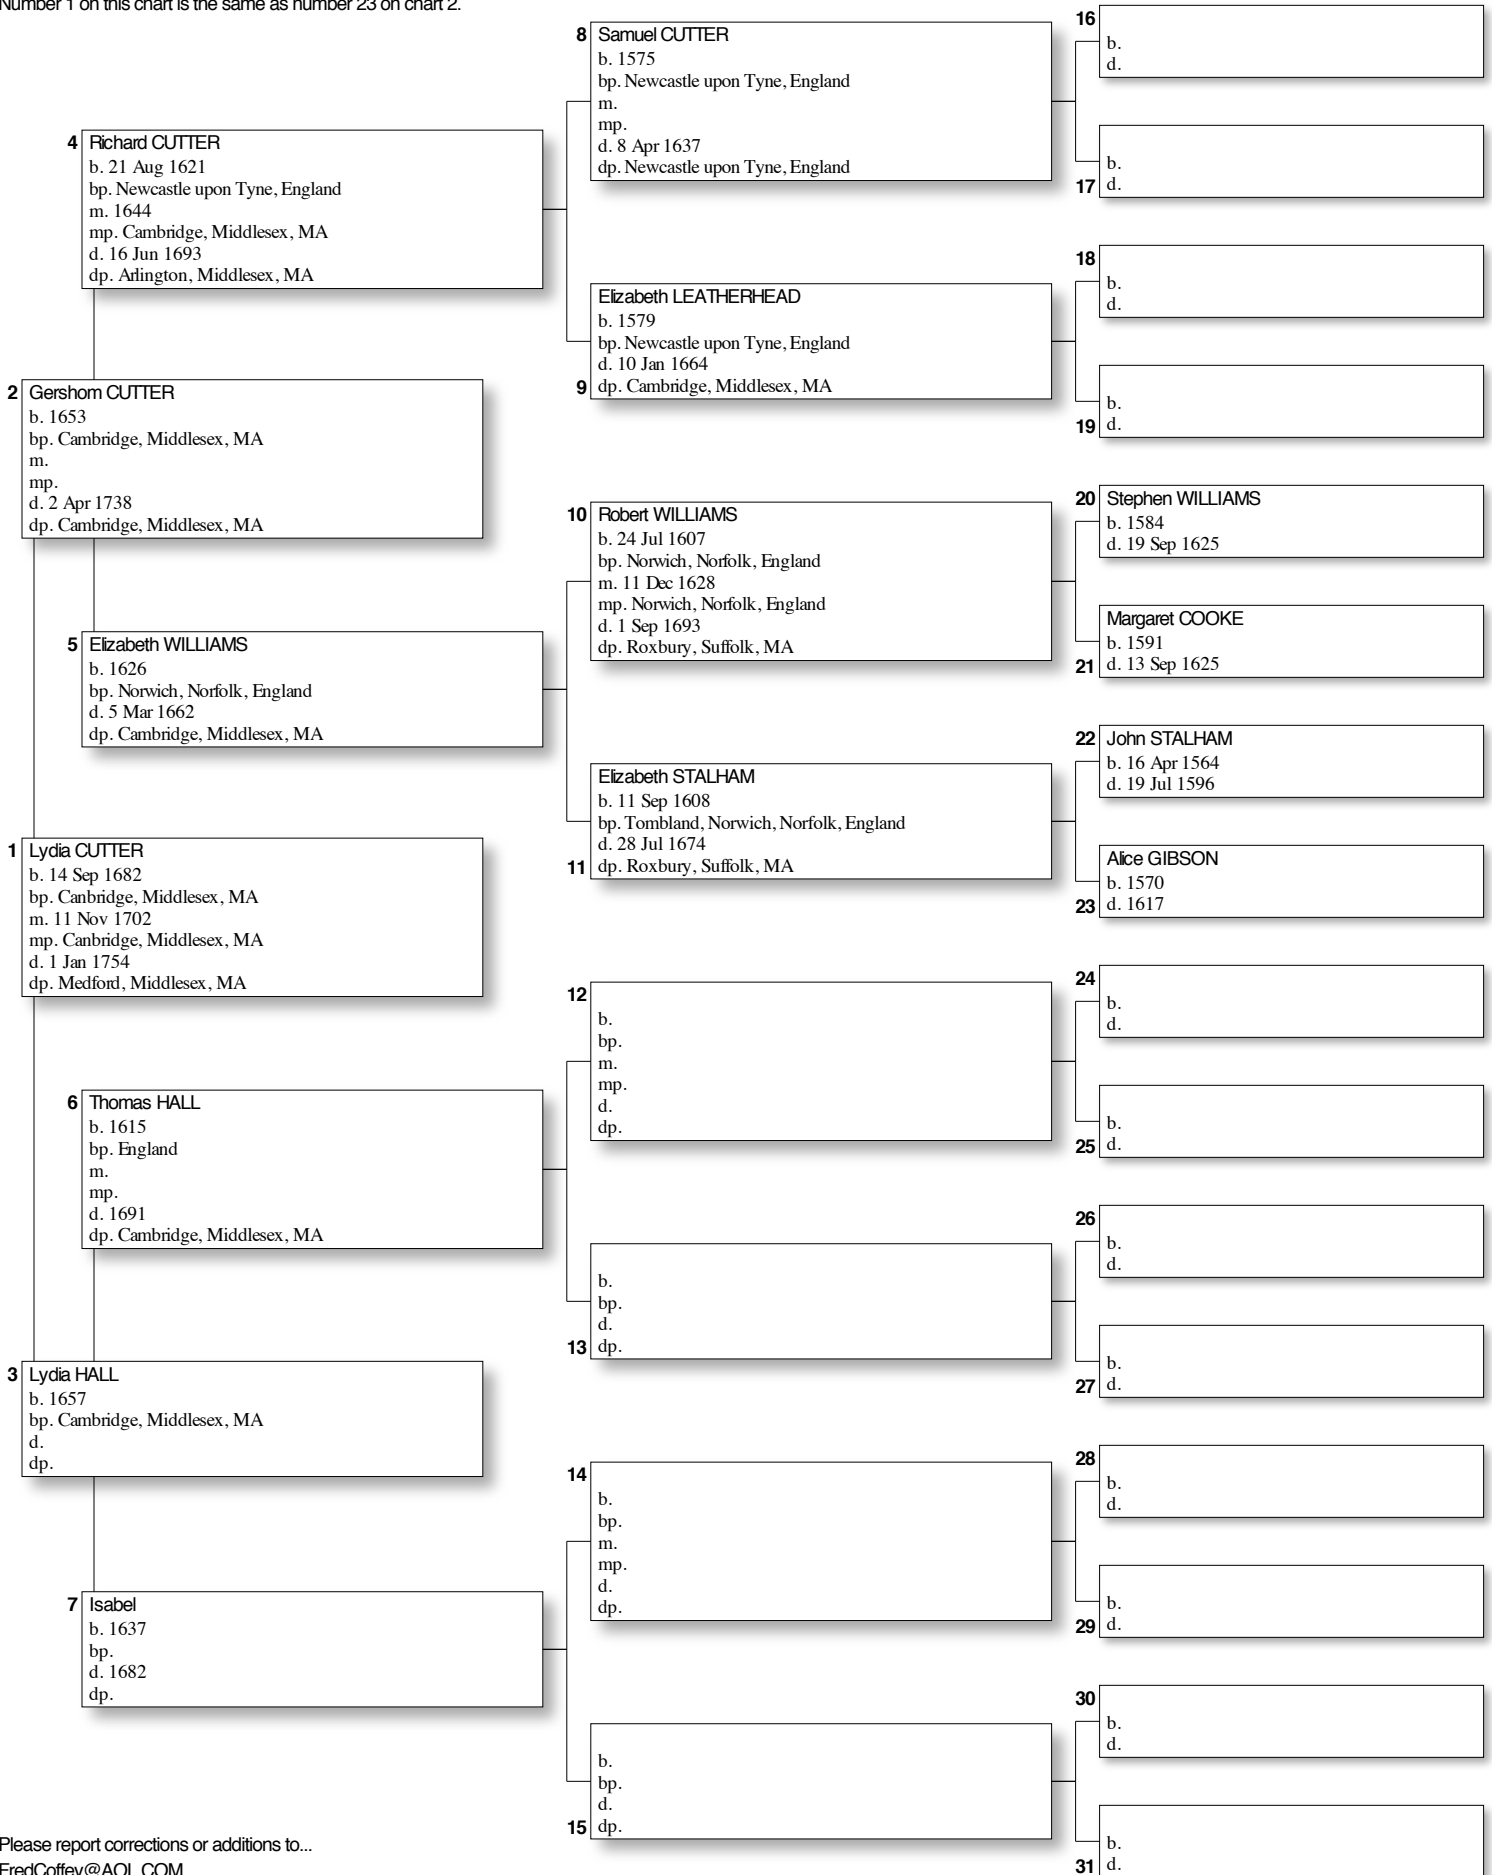 Number 1 on this chart is the same as number 23 on chart 2.
1 Lydia CUTTER
b. 14 Sep 1682
bp. Canbridge, Middlesex, MA
m. 11 Nov 1702
mp. Canbridge, Middlesex, MA
d. 1 Jan 1754
dp. Medford, Middlesex, MA
2 Gershom CUTTER
b. 1653
bp. Cambridge, Middlesex, MA
m.
mp.
d. 2 Apr 1738
dp. Cambridge, Middlesex, MA
3 Lydia HALL
b. 1657
bp. Cambridge, Middlesex, MA
d.
dp.
4 Richard CUTTER
b. 21 Aug 1621
bp. Newcastle upon Tyne, England
m. 1644
mp. Cambridge, Middlesex, MA
d. 16 Jun 1693
dp. Arlington, Middlesex, MA
5 Elizabeth WILLIAMS
b. 1626
bp. Norwich, Norfolk, England
d. 5 Mar 1662
dp. Cambridge, Middlesex, MA
6 Thomas HALL
b. 1615
bp. England
m.
mp.
d. 1691
dp. Cambridge, Middlesex, MA
7 Isabel
b. 1637
bp.
d. 1682
dp.
8 Samuel CUTTER
b. 1575
bp. Newcastle upon Tyne, England
m.
mp.
d. 8 Apr 1637
dp. Newcastle upon Tyne, England
Elizabeth LEATHERHEAD
b. 1579
bp. Newcastle upon Tyne, England
d. 10 Jan 1664
9 dp. Cambridge, Middlesex, MA
10 Robert WILLIAMS
b. 24 Jul 1607
bp. Norwich, Norfolk, England
m. 11 Dec 1628
mp. Norwich, Norfolk, England
d. 1 Sep 1693
dp. Roxbury, Suffolk, MA
Elizabeth STALHAM
b. 11 Sep 1608
bp. Tombland, Norwich, Norfolk, England
d. 28 Jul 1674
11 dp. Roxbury, Suffolk, MA
12
b.
bp.
m.
mp.
d.
dp.
b.
bp.
d.
13 dp.
14
b.
bp.
m.
mp.
d.
dp.
b.
bp.
d.
15 dp.
16
b.
d.
b.
17 d.
18
b.
d.
b.
19 d.
20 Stephen WILLIAMS
b. 1584
d. 19 Sep 1625
Margaret COOKE
b. 1591
21 d. 13 Sep 1625
22 John STALHAM
b. 16 Apr 1564
d. 19 Jul 1596
Alice GIBSON
b. 1570
23 d. 1617
24
b.
d.
b.
25 d.
26
b.
d.
b.
27 d.
28
b.
d.
b.
29 d.
30
b.
d.
b.
31 d.
Please report corrections or additions to...
FredCoffey@AOL.COM